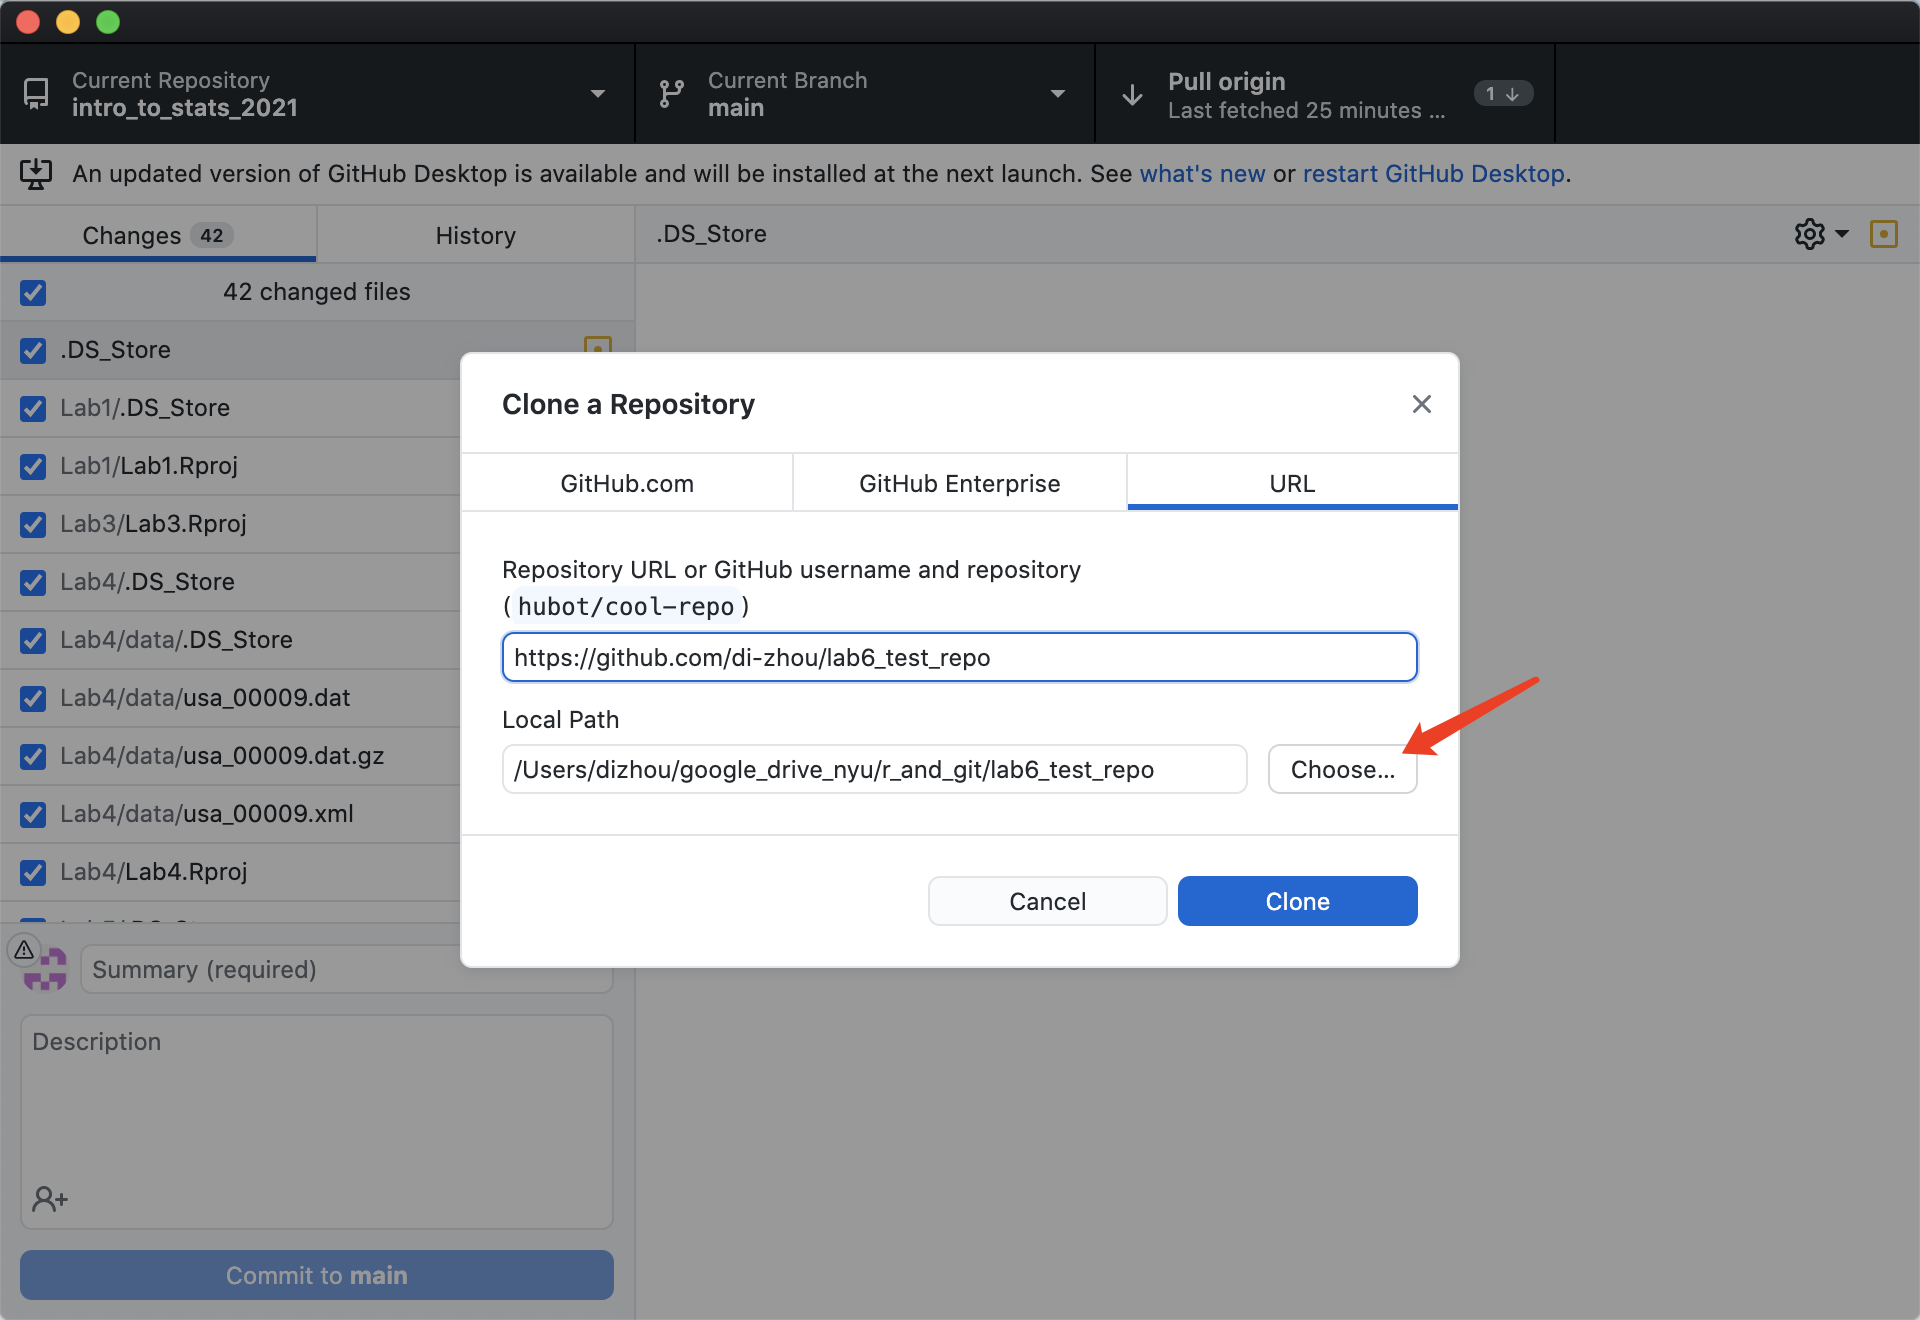 Current Repository
intro_to_stats_2021
Current Branch
main
Pull origin
Last fetched 25 minutes ...
1
An updated version of GitHub Desktop is available and will be installed at the next launch. See what's new or restart GitHub Desktop.
Changes 42
History
.DS_Store
42 changed files
.DS_Store
Lab1/.DS_Store
Lab1/Lab1.Rproj
Lab3/Lab3.Rproj
Lab4/.DS_Store
Lab4/data/.DS_Store
Lab4/data/usa_00009.dat
Lab4/data/usa_00009.dat.gz
Lab4/data/usa_00009.xml
Lab4/Lab4.Rproj
Summary (required)
Description
Commit to main
Clone a Repository
GitHub.com
GitHub Enterprise
URL
Repository URL or GitHub username and repository
(hubot/cool-repo)
https://github.com/di-zhou/lab6_test_repo
Local Path
/Users/dizhou/google_drive_nyu/r_and_git/lab6_test_repo
Choose...
Cancel
Clone